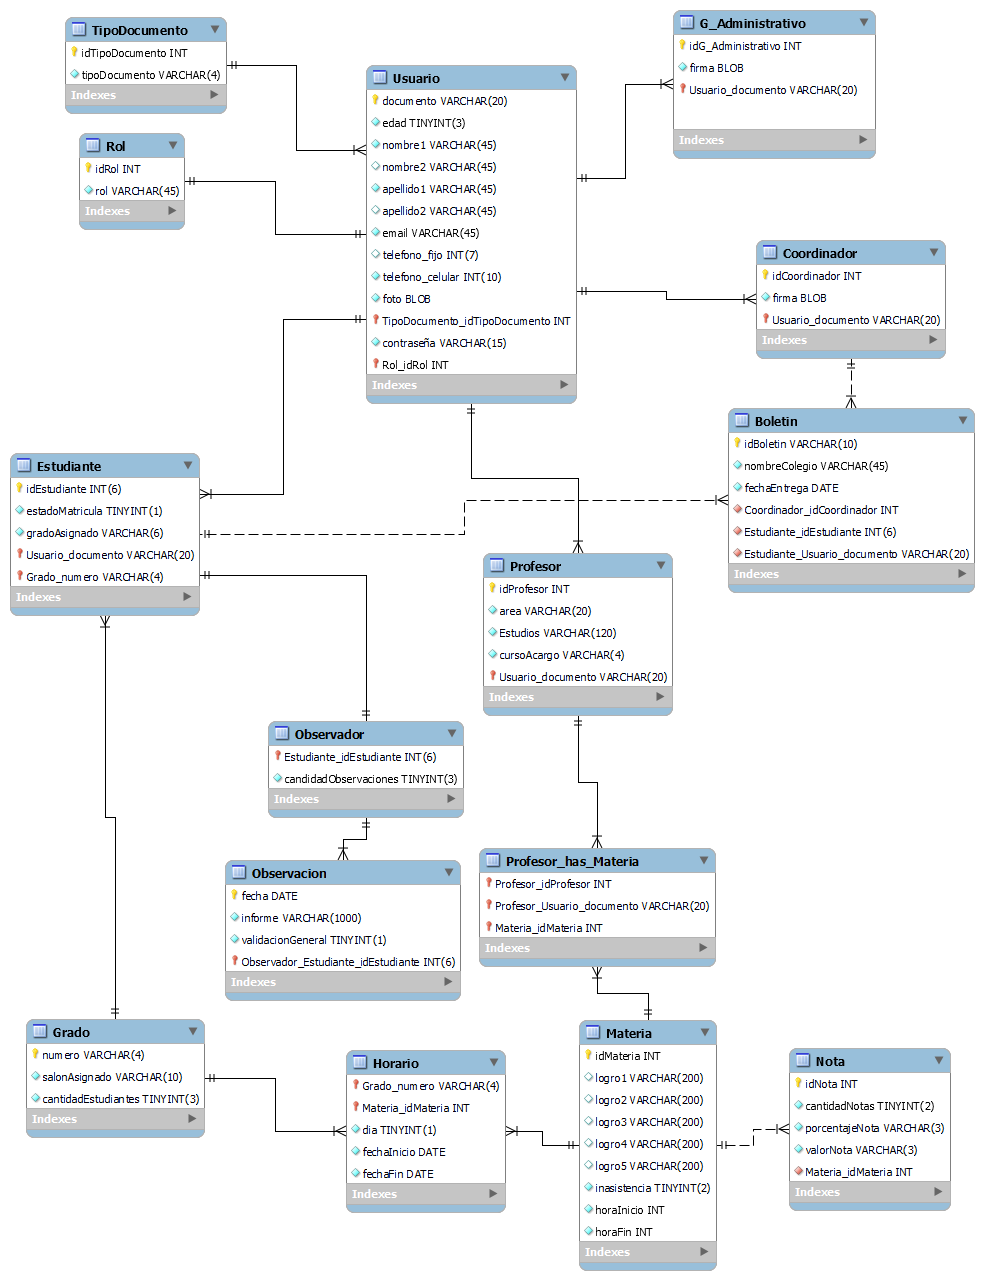 TipoDocumento
idTipoDocumento INT
tipoDocumento VARCHAR(4)
Indexes
Rol
idRol INT
rol VARCHAR(45)
Indexes
Usuario
documento VARCHAR(20)
edad TINYINT(3)
nombre1 VARCHAR(45)
nombre2 VARCHAR(45)
apellido1 VARCHAR(45)
apellido2 VARCHAR(45)
email VARCHAR(45)
telefono_fijo INT(7)
telefono_celular INT(10)
foto BLOB
TipoDocumento_idTipoDocumento INT
contraseña VARCHAR(15)
Rol_idRol INT
Indexes
G_Administrativo
idG_Administrativo INT
firma BLOB
Usuario_documento VARCHAR(20)
Indexes
Coordinador
idCoordinador INT
firma BLOB
Usuario_documento VARCHAR(20)
Indexes
Boletin
idBoletin VARCHAR(10)
nombreColegio VARCHAR(45)
fechaEntrega DATE
Coordinador_idCoordinador INT
Estudiante_idEstudiante INT(6)
Estudiante_Usuario_documento VARCHAR(20)
Indexes
Estudiante
idEstudiante INT(6)
estadoMatricula TINYINT(1)
gradoAsignado VARCHAR(6)
Usuario_documento VARCHAR(20)
Grado_numero VARCHAR(4)
Indexes
Profesor
idProfesor INT
area VARCHAR(20)
Estudios VARCHAR(120)
cursoAcargo VARCHAR(4)
Usuario_documento VARCHAR(20)
Indexes
Observador
Estudiante_idEstudiante INT(6)
candidadObservaciones TINYINT(3)
Indexes
Observacion
fecha DATE
informe VARCHAR(1000)
validacionGeneral TINYINT(1)
Observador_Estudiante_idEstudiante INT(6)
Indexes
Profesor_has_Materia
Profesor_idProfesor INT
Profesor_Usuario_documento VARCHAR(20)
Materia_idMateria INT
Indexes
Grado
numero VARCHAR(4)
salonAsignado VARCHAR(10)
cantidadEstudiantes TINYINT(3)
Indexes
Horario
Grado_numero VARCHAR(4)
Materia_idMateria INT
dia TINYINT(1)
fechaInicio DATE
fechaFin DATE
Indexes
Materia
idMateria INT
logro1 VARCHAR(200)
logro2 VARCHAR(200)
logro3 VARCHAR(200)
logro4 VARCHAR(200)
logro5 VARCHAR(200)
inasistencia TINYINT(2)
horaInicio INT
horaFin INT
Indexes
Nota
idNota INT
cantidadNotas TINYINT(2)
porcentajeNota VARCHAR(3)
valorNota VARCHAR(3)
Materia_idMateria INT
Indexes